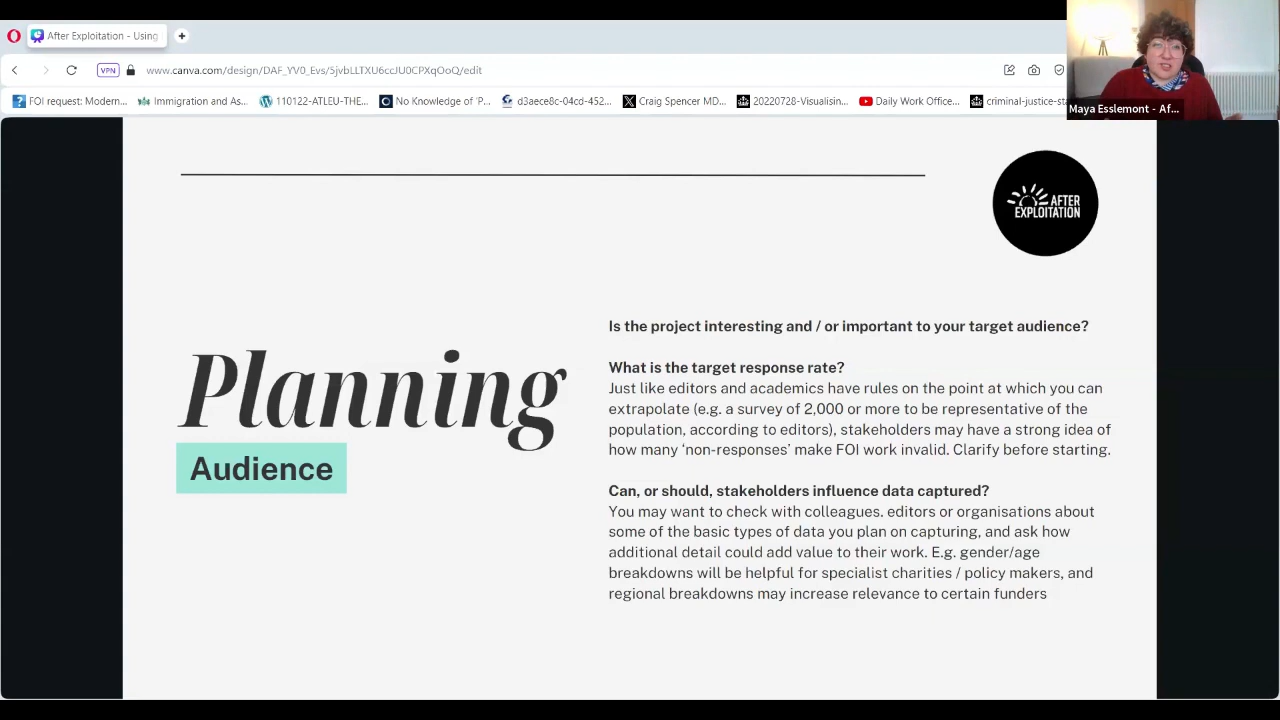 After Exploitation - Using
VPN
www.canva.com/design/DAF_YV0_Evs/5jvbLLTXU6ccJU0CPXqOoQ/edit
FOI request: Modern...
Immigration and As...
110122-ATLEU-THE...
No Knowledge of 'P...
d3aece8c-04cd-452...
Craig Spencer MD...
20220728-Visualisin...
Daily Work Office...
criminal-justice-sta
Maya Esslemont - Af...
AFTER
EXPLOITATION
Planning
Audience
Is the project interesting and / or important to your target audience?
What is the target response rate?
Just like editors and academics have rules on the point at which you can
extrapolate (e.g. a survey of 2,000 or more to be representative of the
population, according to editors), stakeholders may have a strong idea of
how many ‘non-responses’ make FOI work invalid. Clarify before starting.
Can, or should, stakeholders influence data captured?
You may want to check with colleagues. editors or organisations about
some of the basic types of data you plan on capturing, and ask how
additional detail could add value to their work. E.g. gender/age
breakdowns will be helpful for specialist charities / policy makers, and
regional breakdowns may increase relevance to certain funders